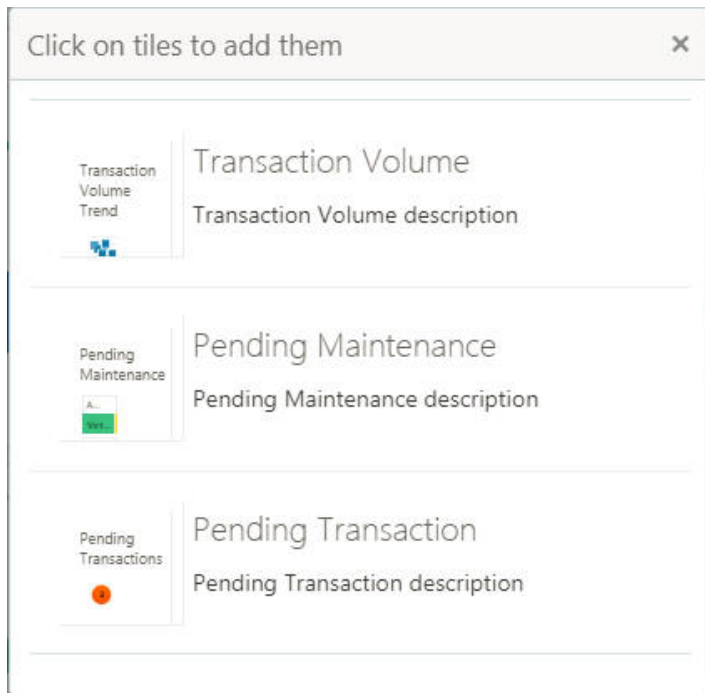 Click on tiles to add them ×
Transaction
Volume
Trend
Transaction Volume
Transaction Volume description
Pending
Maintenance
A...
Pending Maintenance
Pending Maintenance description
Pending
Transactions
Pending Transaction
Pending Transaction description